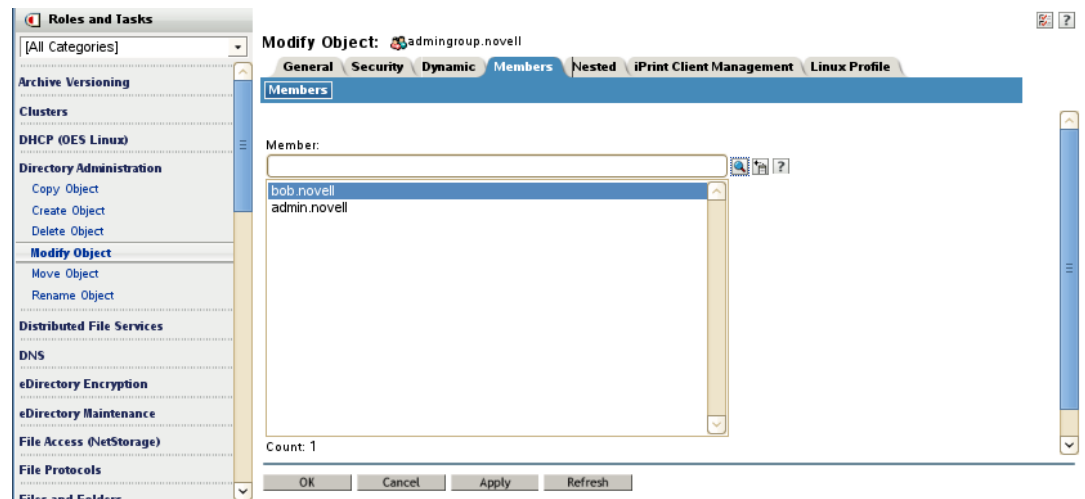 Roles and Tasks
[All Categories]
Archive Versioning
Clusters
DHCP (OES Linux)
Directory Administration
Copy Object
Create Object
Delete Object
Modify Object
Move Object
Rename Object
Distributed File Services
DNS
eDirectory Encryption
eDirectory Maintenance
File Access (NetStorage)
File Protocols
Files and Folders
Modify Object: admingroup.novell
General Security Dynamic Members Nested iPrint Client Management Linux Profile
Members
Member:
bob.novell
admin.novell
Count: 1
OK Cancel Apply Refresh